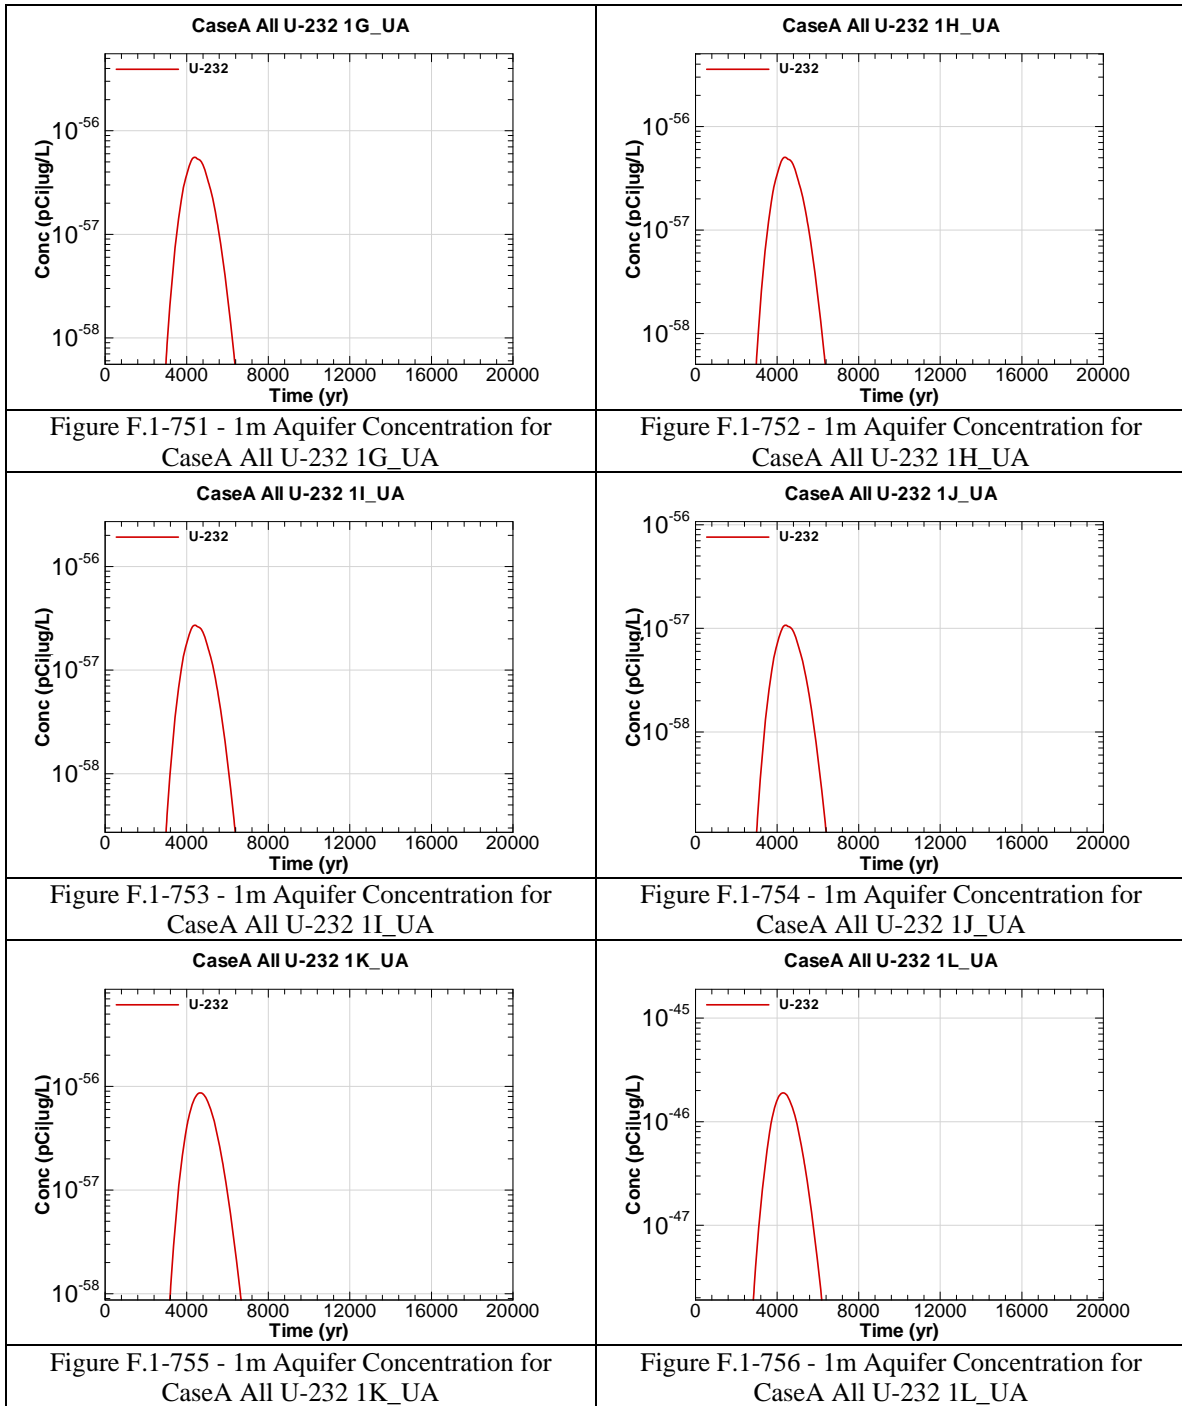 CaseA All U-232 1G_UA
U-232
10-56
10-57
10-58
Conc (pCi|ug/L)
0 4000 8000 12000 16000 20000
Time (yr)
Figure F.1-751 - 1m Aquifer Concentration for
CaseA All U-232 1G_UA
CaseA All U-232 1H_UA
U-232
10-56
10-57
10-58
Conc (pCi|ug/L)
0 4000 8000 12000 16000 20000
Time (yr)
Figure F.1-752 - 1m Aquifer Concentration for
CaseA All U-232 1H_UA
CaseA All U-232 1I_UA
U-232
10-56
10-57
10-58
Conc (pCi|ug/L)
0 4000 8000 12000 16000 20000
Time (yr)
Figure F.1-753 - 1m Aquifer Concentration for
CaseA All U-232 1I_UA
CaseA All U-232 1J_UA
U-232
10-56
10-57
10-58
Conc (pCi|ug/L)
0 4000 8000 12000 16000 20000
Time (yr)
Figure F.1-754 - 1m Aquifer Concentration for
CaseA All U-232 1J_UA
CaseA All U-232 1K_UA
U-232
10-56
10-57
10-58
Conc (pCi|ug/L)
0 4000 8000 12000 16000 20000
Time (yr)
Figure F.1-755 - 1m Aquifer Concentration for
CaseA All U-232 1K_UA
CaseA All U-232 1L_UA
U-232
10-45
10-46
10-47
Conc (pCi|ug/L)
0 4000 8000 12000 16000 20000
Time (yr)
Figure F.1-756 - 1m Aquifer Concentration for
CaseA All U-232 1L_UA